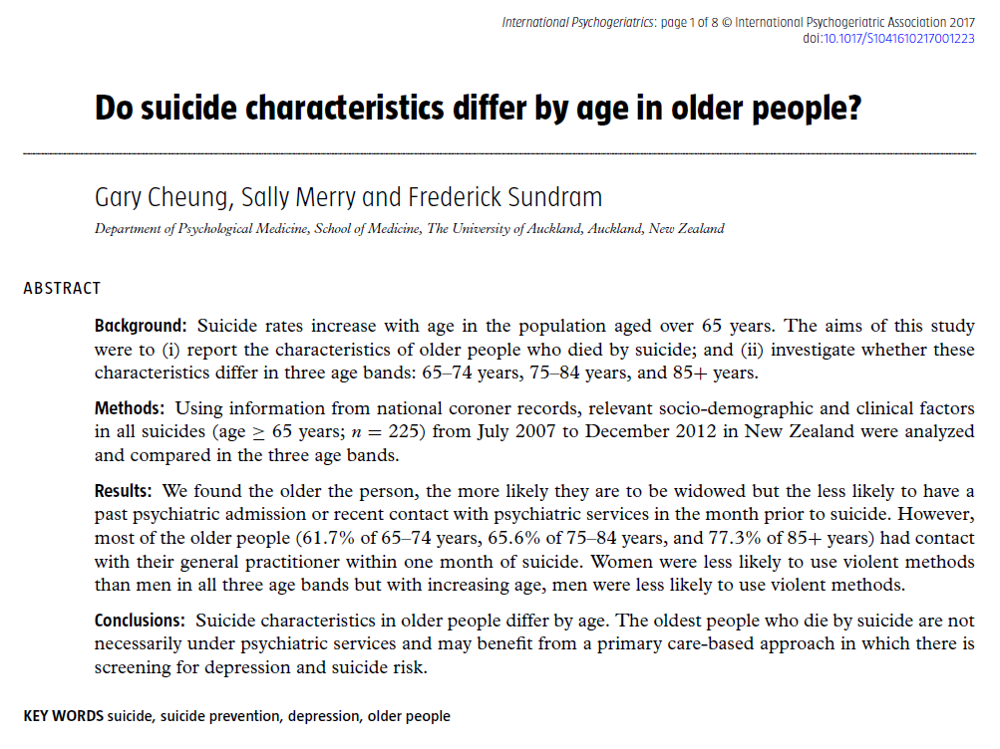 International Psychogeriatrics: page 1 of 8 © International Psychogeriatric Association 2017
doi:10.1017/S1041610217001223
Do suicide characteristics differ by age in older people?
Gary Cheung, Sally Merry and Frederick Sundram
Department of Psychological Medicine, School of Medicine, The University of Auckland, Auckland, New Zealand
ABSTRACT
Background: Suicide rates increase with age in the population aged over 65 years. The aims of this study
were to (i) report the characteristics of older people who died by suicide; and (ii) investigate whether these
characteristics differ in three age bands: 65–74 years, 75–84 years, and 85+ years.
Methods: Using information from national coroner records, relevant socio-demographic and clinical factors
in all suicides (age ≥ 65 years; n = 225) from July 2007 to December 2012 in New Zealand were analyzed
and compared in the three age bands.
Results: We found the older the person, the more likely they are to be widowed but the less likely to have a
past psychiatric admission or recent contact with psychiatric services in the month prior to suicide. However,
most of the older people (61.7% of 65–74 years, 65.6% of 75–84 years, and 77.3% of 85+ years) had contact
with their general practitioner within one month of suicide. Women were less likely to use violent methods
than men in all three age bands but with increasing age, men were less likely to use violent methods.
Conclusions: Suicide characteristics in older people differ by age. The oldest people who die by suicide are not
necessarily under psychiatric services and may benefit from a primary care-based approach in which there is
screening for depression and suicide risk.
KEY WORDS suicide, suicide prevention, depression, older people